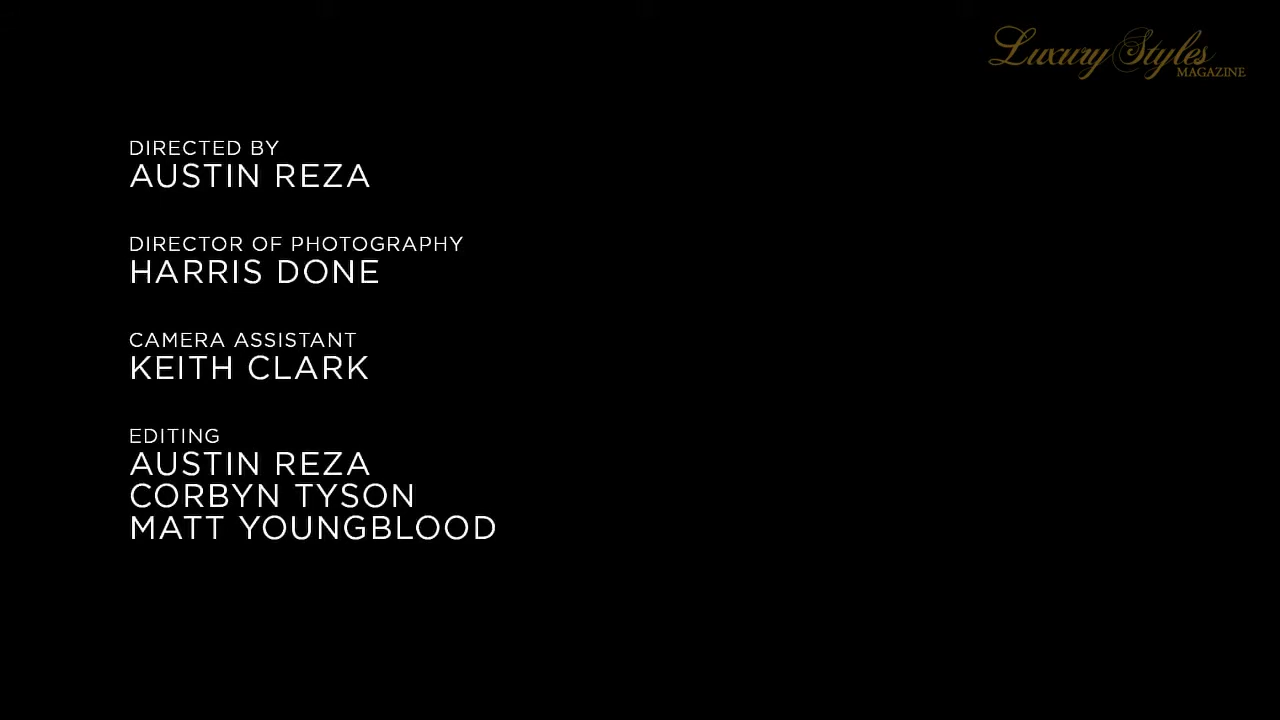 Luxury Styles
MAGAZINE
DIRECTED BY
AUSTIN REZA
DIRECTOR OF PHOTOGRAPHY
HARRIS DONE
CAMERA ASSISTANT
KEITH CLARK
EDITING
AUSTIN REZA
CORBYN TYSON
MATT YOUNGBLOOD